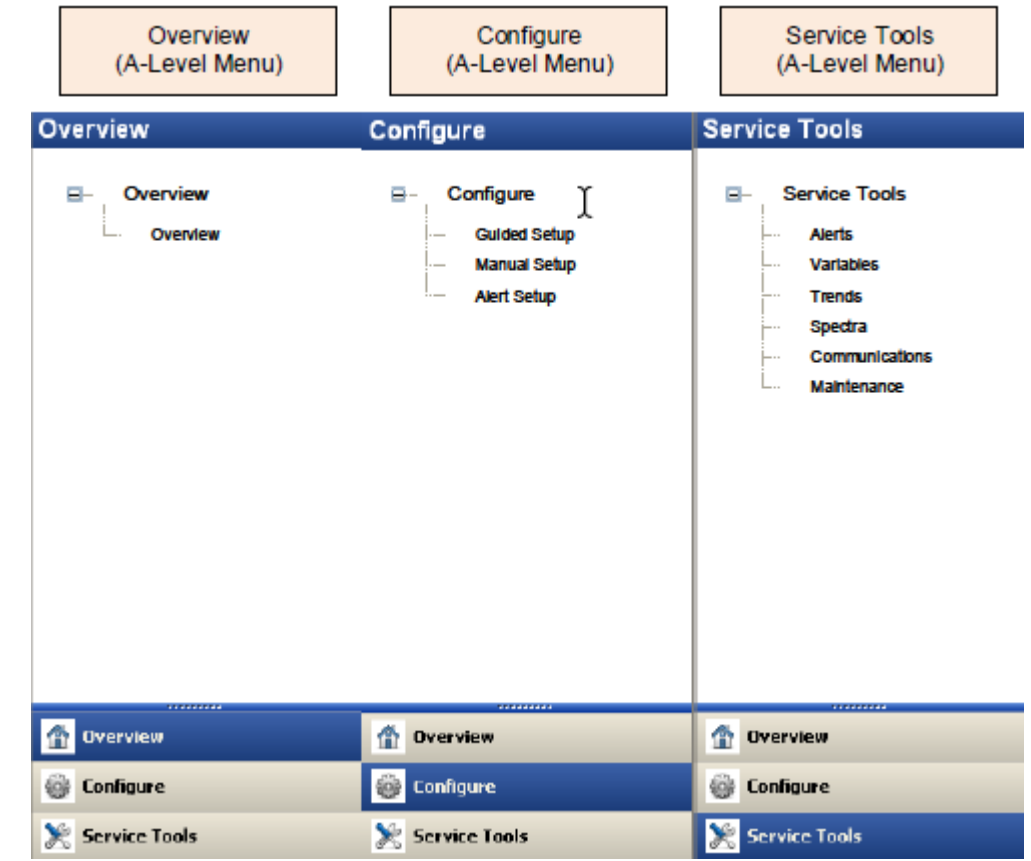 Overview
(A-Level Menu)
Configure
(A-Level Menu)
Service Tools
(A-Level Menu)
Overview
Overview
Overview
Overview
Configure
Service Tools
Configure
Configure
Guided Setup
Manual Setup
Alert Setup
Overview
Configure
Service Tools
Service Tools
Service Tools
Alerts
Variables
Trends
Spectra
Communications
Maintenance
Overview
Configure
Service Tools